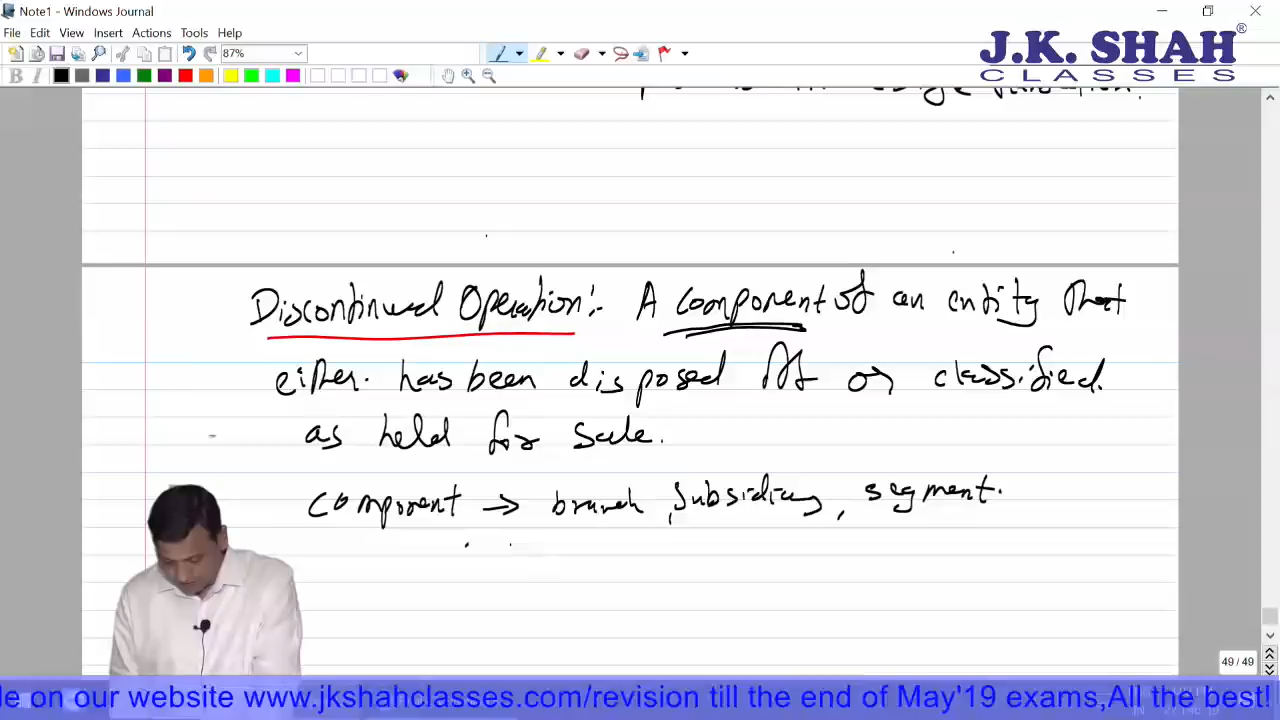 Note1 - Windows Journal
File Edit View Insert Actions Tools Help
87%
J.K. SHAH®
CLASSES
Discontinued Operation:- A component of an entity that
either has been disposed off or classified
as held for sale.
component → branch, subsidiary, segment.
49 / 49
le on our website www.jkshahclasses.com/revision till the end of May'19 exams,All the best!